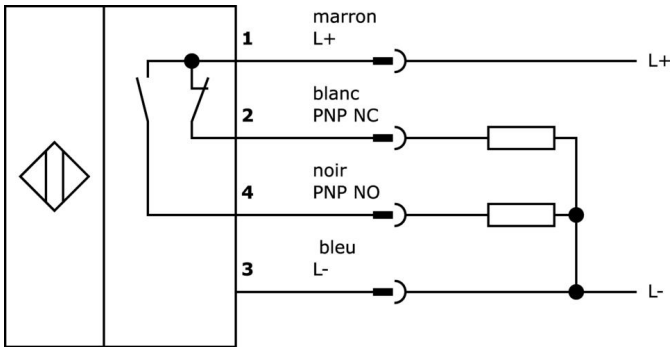 marron
1 L+ L+
blanc
2 PNP NC
noir
4 PNP NO
bleu
3 L- L-